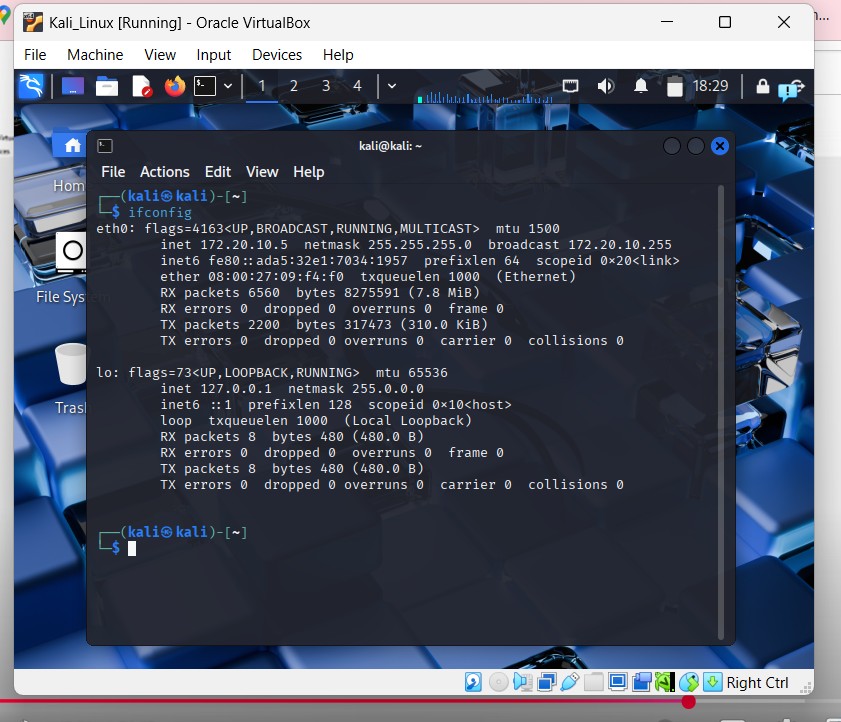 Kali_Linux [Running] - Oracle VirtualBox
File Machine View Input Devices Help
1 2 3 4 18:29
kali@kali: ~
File Actions Edit View Help
Home
File Sys
Trash
┌──(kali㉿kali)-[~]
└─$ ifconfig
eth0: flags=4163<UP,BROADCAST,RUNNING,MULTICAST>  mtu 1500
        inet 172.20.10.5  netmask 255.255.255.0  broadcast 172.20.10.255
        inet6 fe80::ada5:32e1:7034:1957  prefixlen 64  scopeid 0×20<link>
        ether 08:00:27:09:f4:f0  txqueuelen 1000  (Ethernet)
        RX packets 6560  bytes 8275591 (7.8 MiB)
        RX errors 0  dropped 0  overruns 0  frame 0
        TX packets 2200  bytes 317473 (310.0 KiB)
        TX errors 0  dropped 0 overruns 0  carrier 0  collisions 0
lo: flags=73<UP,LOOPBACK,RUNNING>  mtu 65536
        inet 127.0.0.1  netmask 255.0.0.0
        inet6 ::1  prefixlen 128  scopeid 0×10<host>
        loop  txqueuelen 1000  (Local Loopback)
        RX packets 8  bytes 480 (480.0 B)
        RX errors 0  dropped 0  overruns 0  frame 0
        TX packets 8  bytes 480 (480.0 B)
        TX errors 0  dropped 0 overruns 0  carrier 0  collisions 0
┌──(kali㉿kali)-[~]
└─$
Right Ctrl